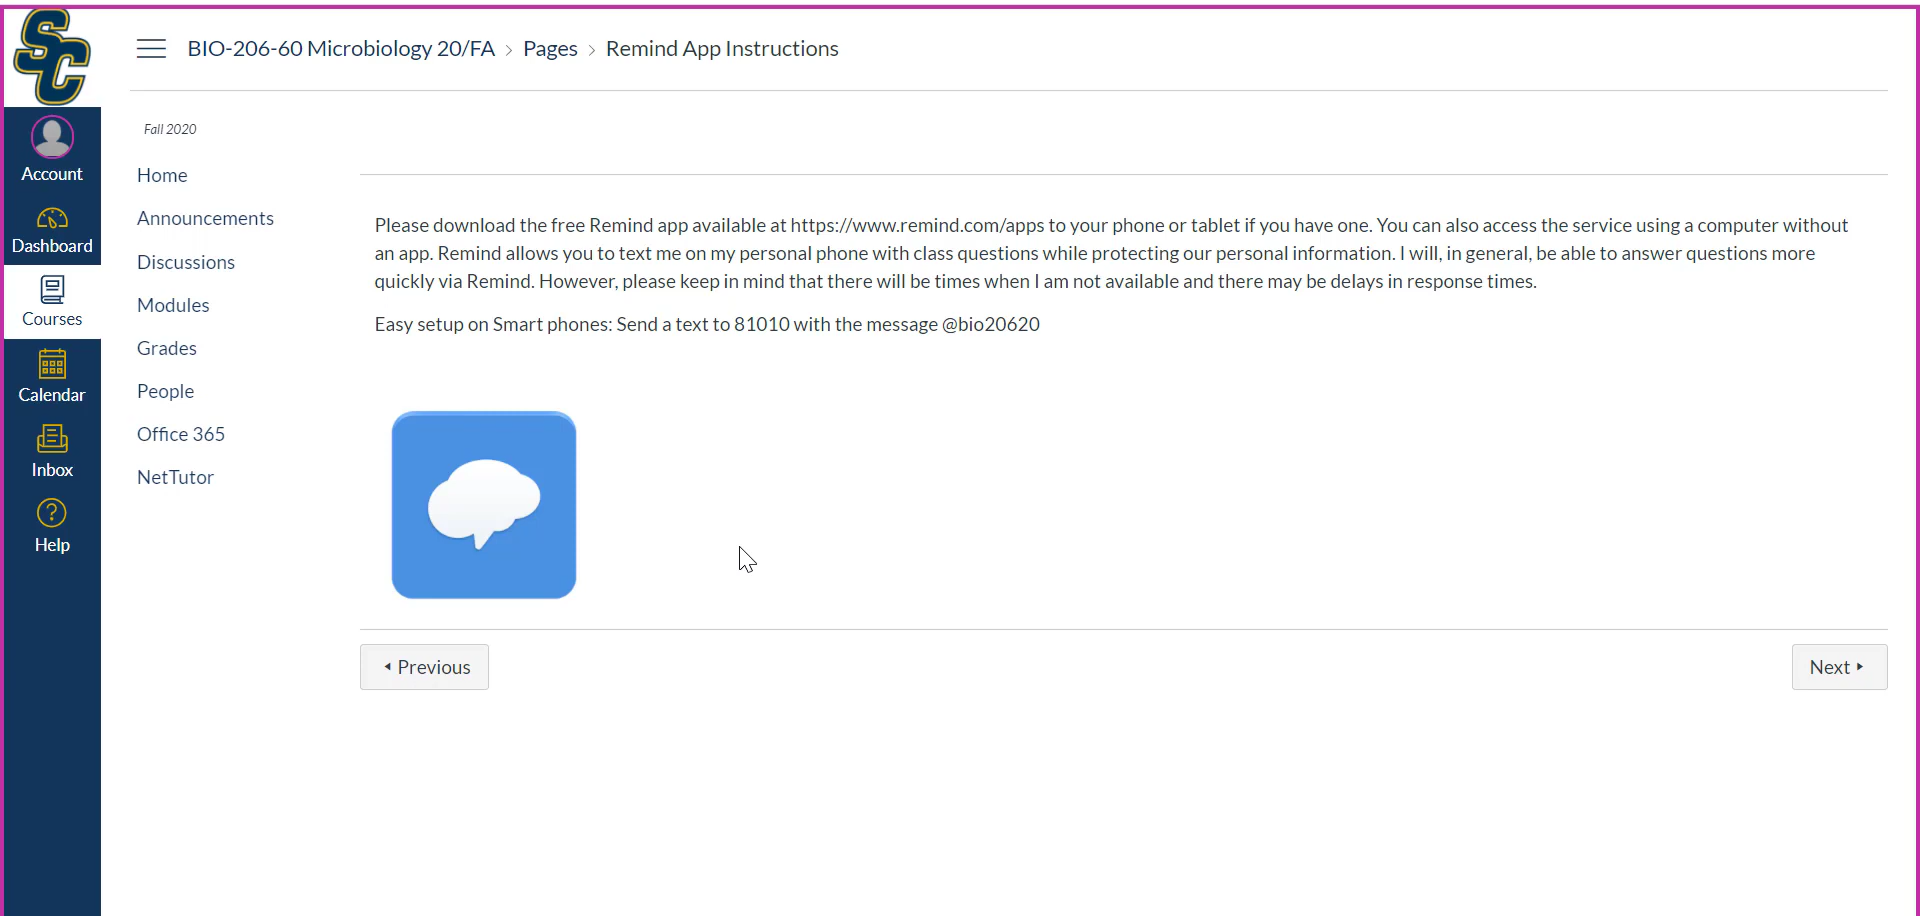 SC
BIO-206-60 Microbiology 20/FA > Pages > Remind App Instructions
Account
Dashboard
Courses
Calendar
Inbox
Help
Fall 2020
Home
Announcements
Discussions
Modules
Grades
People
Office 365
NetTutor
Please download the free Remind app available at https://www.remind.com/apps to your phone or tablet if you have one. You can also access the service using a computer without
an app. Remind allows you to text me on my personal phone with class questions while protecting our personal information. I will, in general, be able to answer questions more
quickly via Remind. However, please keep in mind that there will be times when I am not available and there may be delays in response times.
Easy setup on Smart phones: Send a text to 81010 with the message @bio20620
Previous
Next